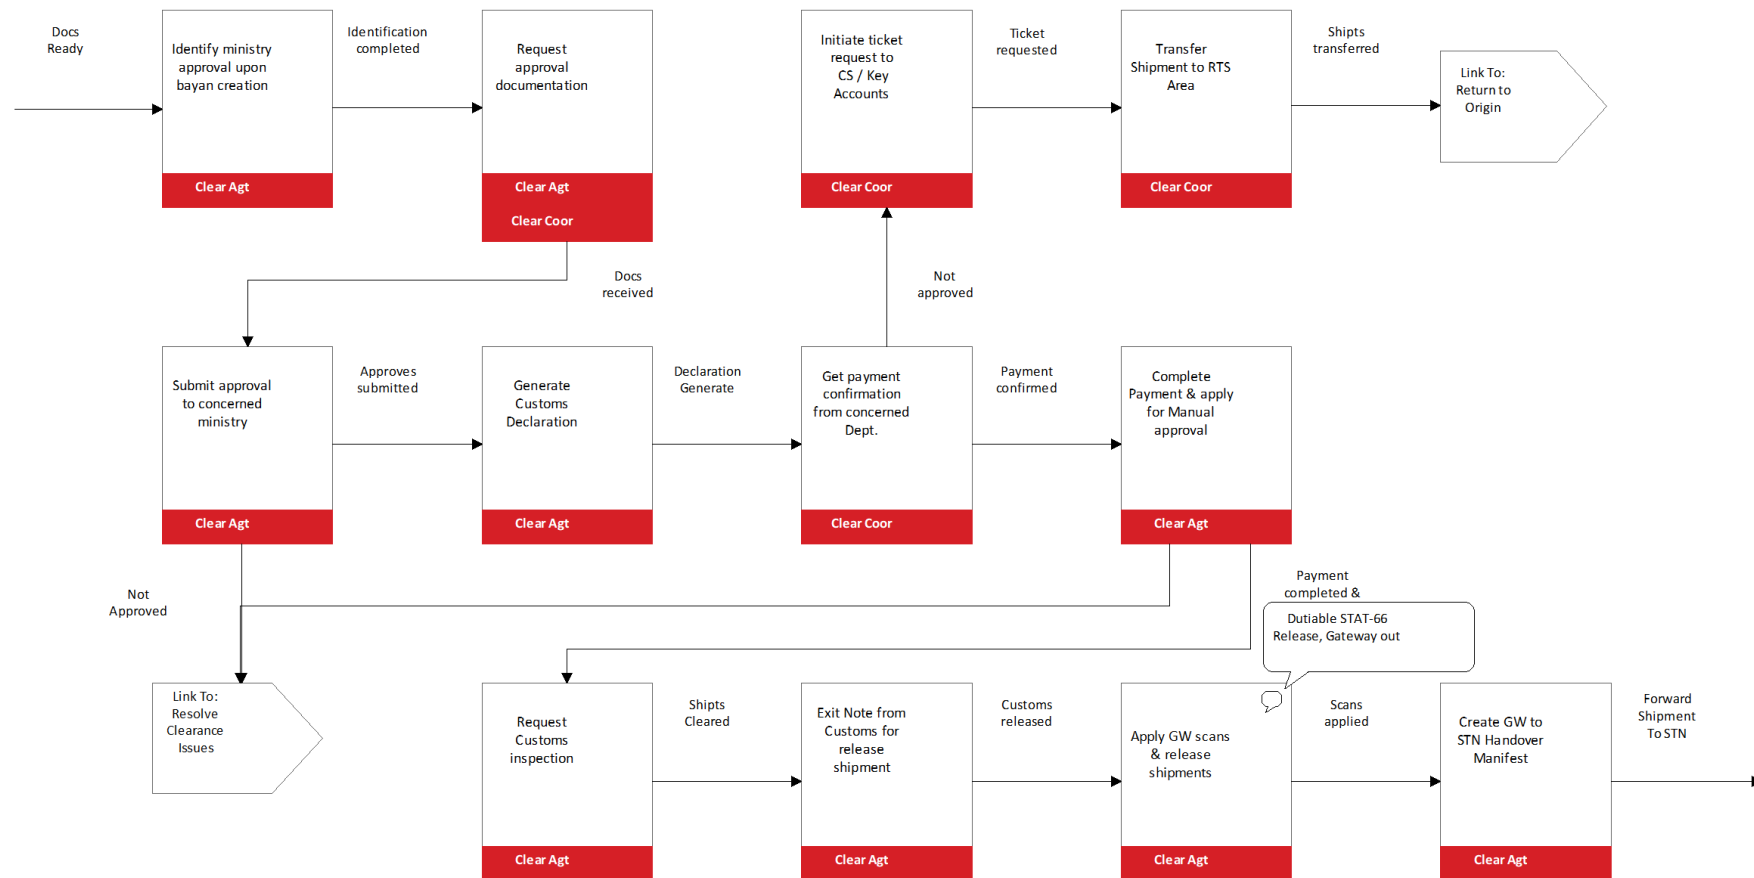 Docs
Ready
Identify ministry
approval upon
bayan creation
Clear Agt
Identification
completed
Request
approval
documentation
Clear Agt
Clear Coor
Initiate ticket
request to
CS / Key
Accounts
Clear Coor
Ticket
requested
Transfer
Shipment to RTS
Area
Clear Coor
Shipts
transferred
Link To:
Return to
Origin
Docs
received
Not
approved
Submit approval
to concerned
ministry
Clear Agt
Approves
submitted
Generate
Customs
Declaration
Clear Agt
Declaration
Generate
Get payment
confirmation
from concerned
Dept.
Clear Coor
Payment
confirmed
Complete
Payment & apply
for Manual
approval
Clear Agt
Not
Approved
Payment
completed &
Dutiable STAT-66
Release, Gateway out
Link To:
Resolve
Clearance
Issues
Request
Customs
inspection
Clear Agt
Shipts
Cleared
Exit Note from
Customs for
release
shipment
Clear Agt
Customs
released
Apply GW scans
& release
shipments
Clear Agt
Scans
applied
Create GW to
STN Handover
Manifest
Clear Agt
Forward
Shipment
To STN